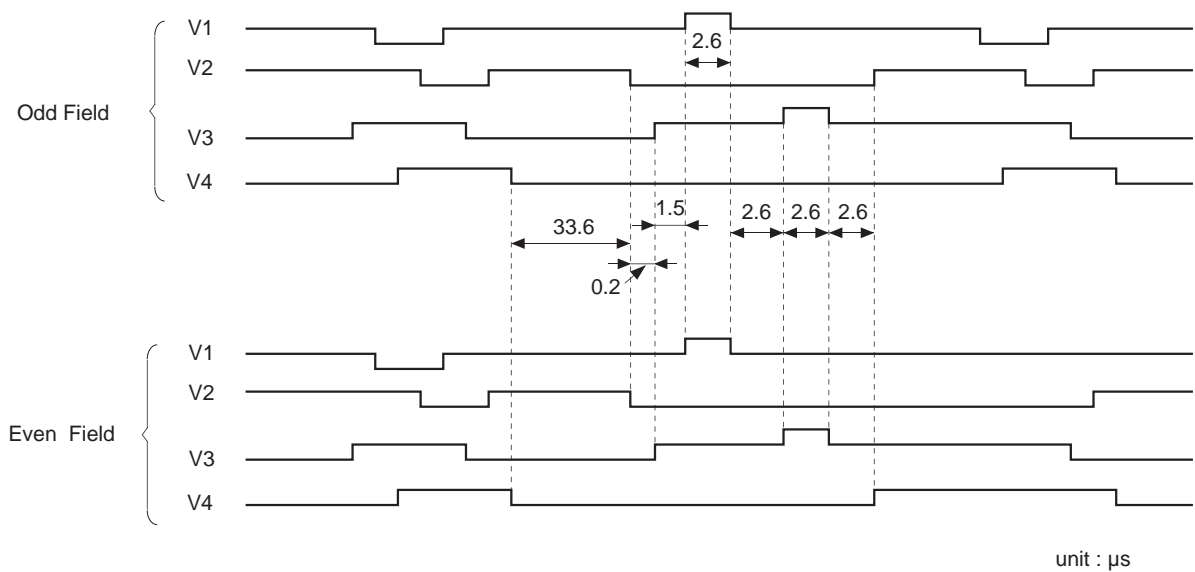 V1
2.6
V2
Odd Field
V3
V4
1.5
2.6 2.6 2.6
33.6
0.2
V1
V2
Even Field
V3
V4
unit : μs